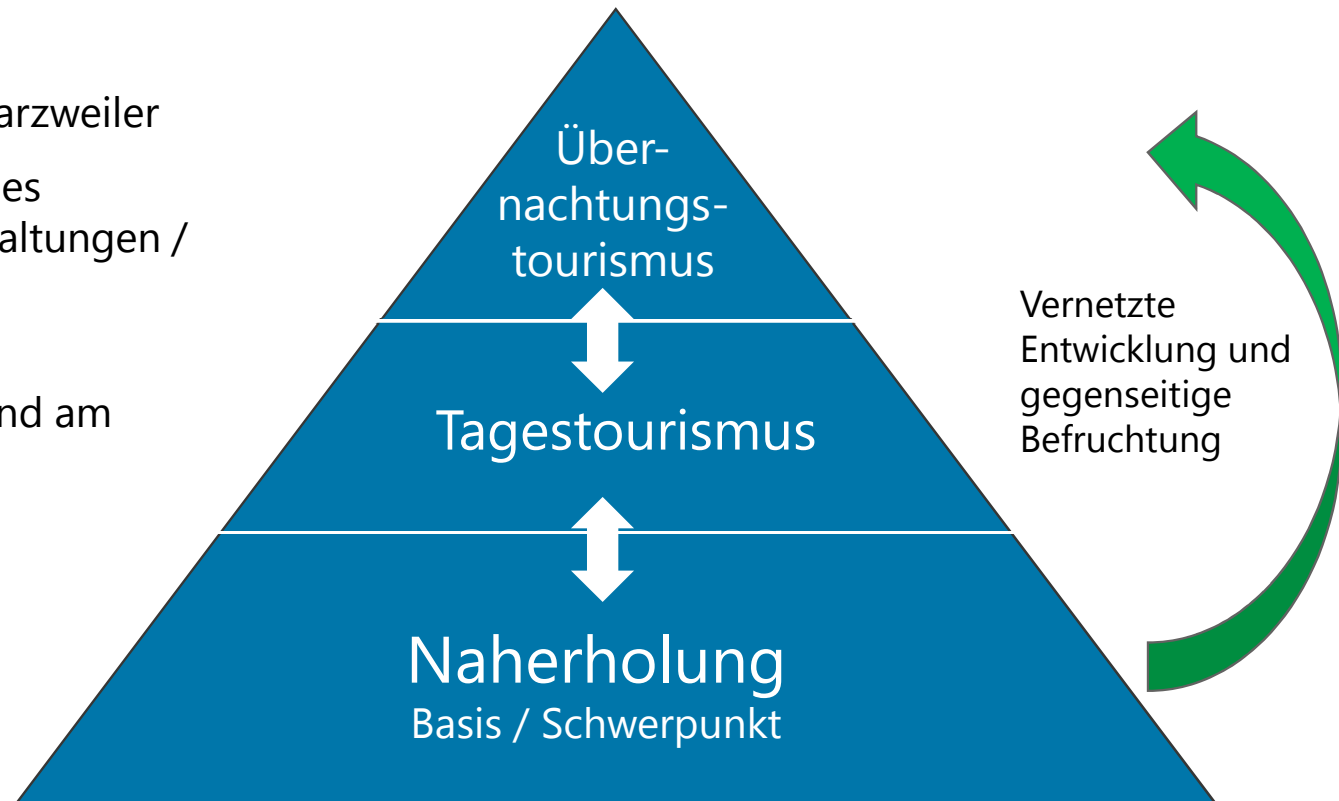 arzweiler
es
altungen /
nd am
Über-
nachtungs-
tourismus
Tagestourismus
Naherholung
Basis / Schwerpunkt
Vernetzte
Entwicklung und
gegenseitige
Befruchtung